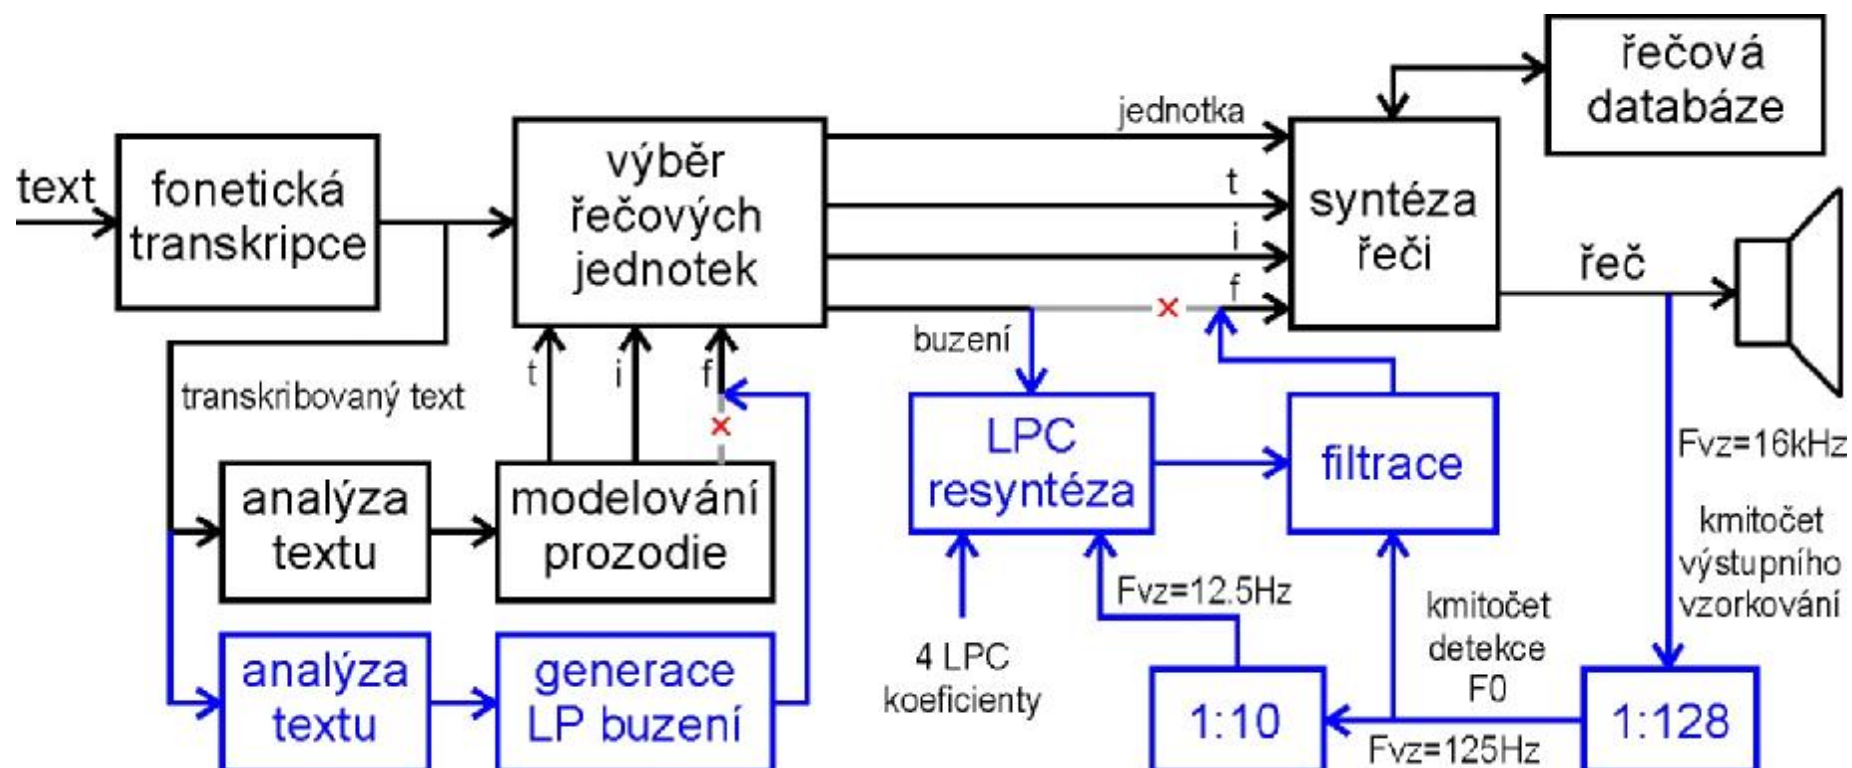 řečová
databáze
jednotka
text
fonetická
transkripce
výběr
řečových
jednotek
t
i
f
syntéza
řeči
řeč
buzení
t
i
f
transkribovaný text
analýza
textu
modelování
prozodie
LPC
resyntéza
filtrace
Fvz=16kHz
kmitočet
výstupního
vzorkování
Fvz=12.5Hz
kmitočet
detekce
F0
4 LPC
koeficienty
analýza
textu
generace
LP buzení
1:10
Fvz=125Hz
1:128